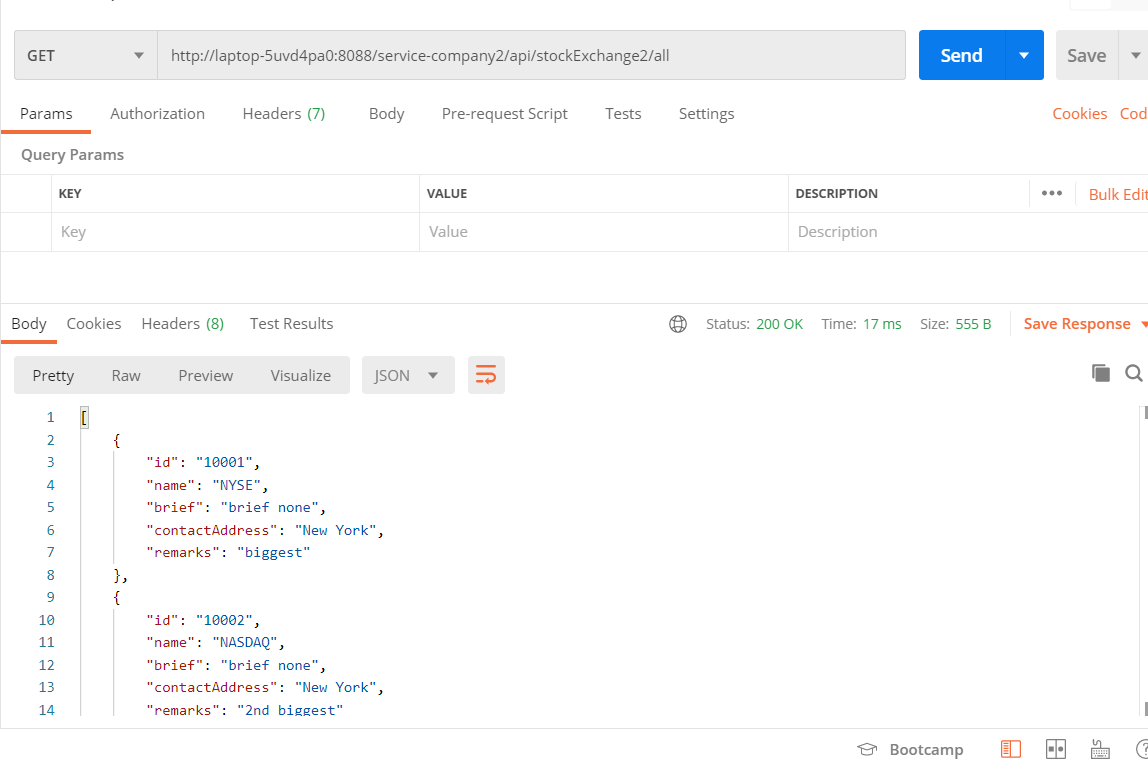 GET http://laptop-5uvd4pa0:8088/service-company2/api/stockExchange2/all Send Save
Params Authorization Headers (7) Body Pre-request Script Tests Settings Cookies Cod
Query Params
KEY VALUE DESCRIPTION ••• Bulk Edit
Key Value Description
Body Cookies Headers (8) Test Results Status: 200 OK Time: 17 ms Size: 555 B Save Response
Pretty Raw Preview Visualize JSON
1 [
2 {
3 "id": "10001",
4 "name": "NYSE",
5 "brief": "brief none",
6 "contactAddress": "New York",
7 "remarks": "biggest"
8 },
9 {
10 "id": "10002",
11 "name": "NASDAQ",
12 "brief": "brief none",
13 "contactAddress": "New York",
14 "remarks": "2nd biggest"
Bootcamp